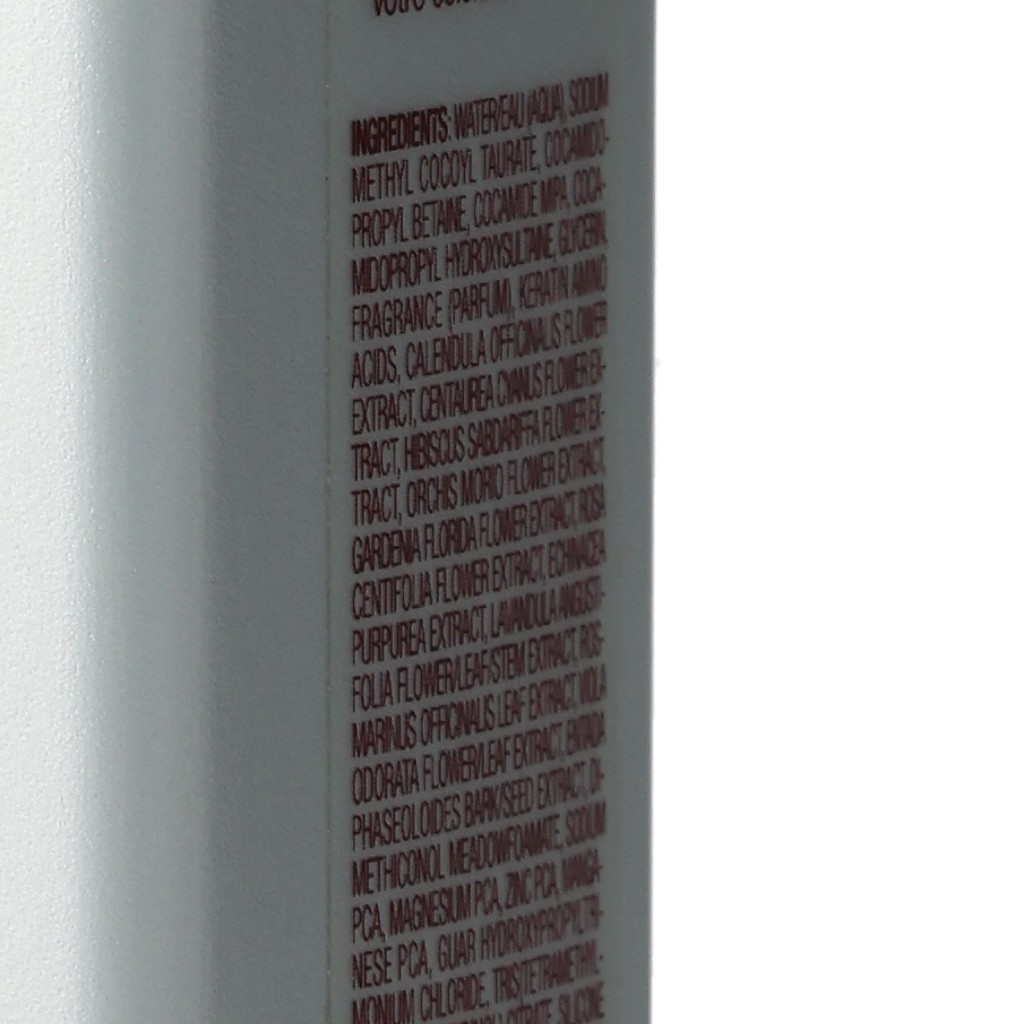 INGREDIENTS: WATER/EAU (AQUA), SODIUM
METHYL COCOYL TAURATE, COCAMIDO-
PROPYL BETAINE, COCAMIDE MIPA, COCA-
MIDOPROPYL HYDROXYSULTAINE, GLYCERIN,
FRAGRANCE (PARFUM), KERATIN AMINO
ACIDS, CALENDULA OFFICINALIS FLOWER
EXTRACT, CENTAUREA CYANUS FLOWER EX-
TRACT, HIBISCUS SABDARIFFA FLOWER EX-
TRACT, ORCHIS MORIO FLOWER EXTRACT,
GARDENIA FLORIDA FLOWER EXTRACT, ROSA
CENTIFOLIA FLOWER EXTRACT, ECHINACEA
PURPUREA EXTRACT, LAVANDULA ANGUSTI-
FOLIA FLOWER/LEAF/STEM EXTRACT, ROS-
MARINUS OFFICINALIS LEAF EXTRACT, VIOLA
ODORATA FLOWER/LEAF EXTRACT, ENTADA
PHASEOLOIDES BARK/SEED EXTRACT, DI-
METHICONOL MEADOWFOAMATE, SODIUM
PCA, MAGNESIUM PCA, ZINC PCA, MANGA-
NESE PCA, GUAR HYDROXYPROPYLTRI-
MONIUM CHLORIDE, TRIS(TETRAMETHYL-
CITRATE, SILICONE